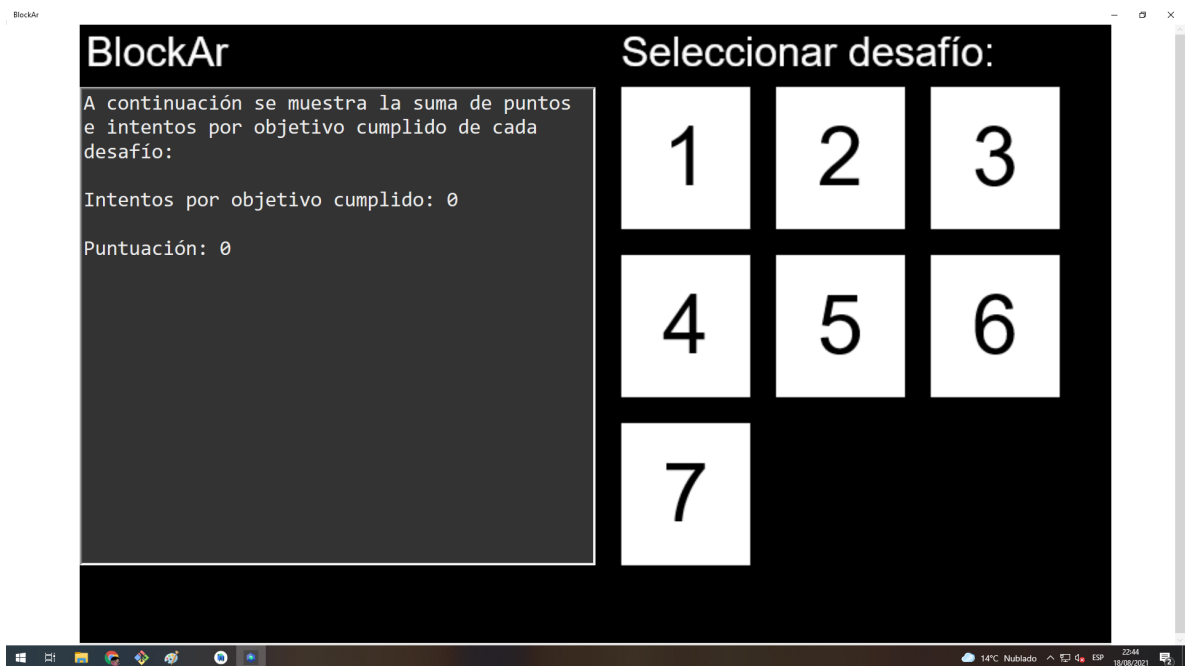 BlockAr
BlockAr
A continuación se muestra la suma de puntos
e intentos por objetivo cumplido de cada
desafío:
Intentos por objetivo cumplido: 0
Puntuación: 0
Seleccionar desafío:
1 2 3
4 5 6
7
14°C Nublado ESP 22:44
18/08/2021 2